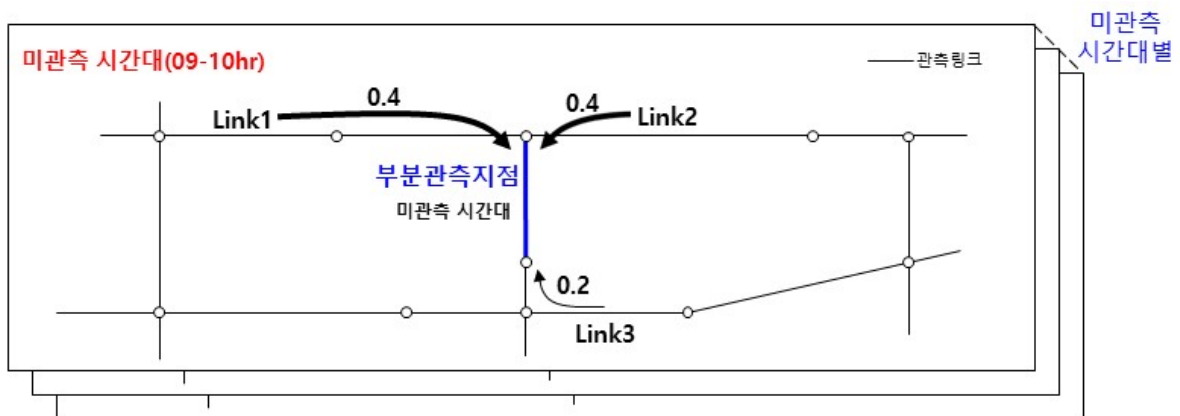 미관측
시간대별
미관측 시간대(09-10hr)
관측링크
0.4
0.4
Link1
Link2
부분관측지점
미관측 시간대
0.2
Link3